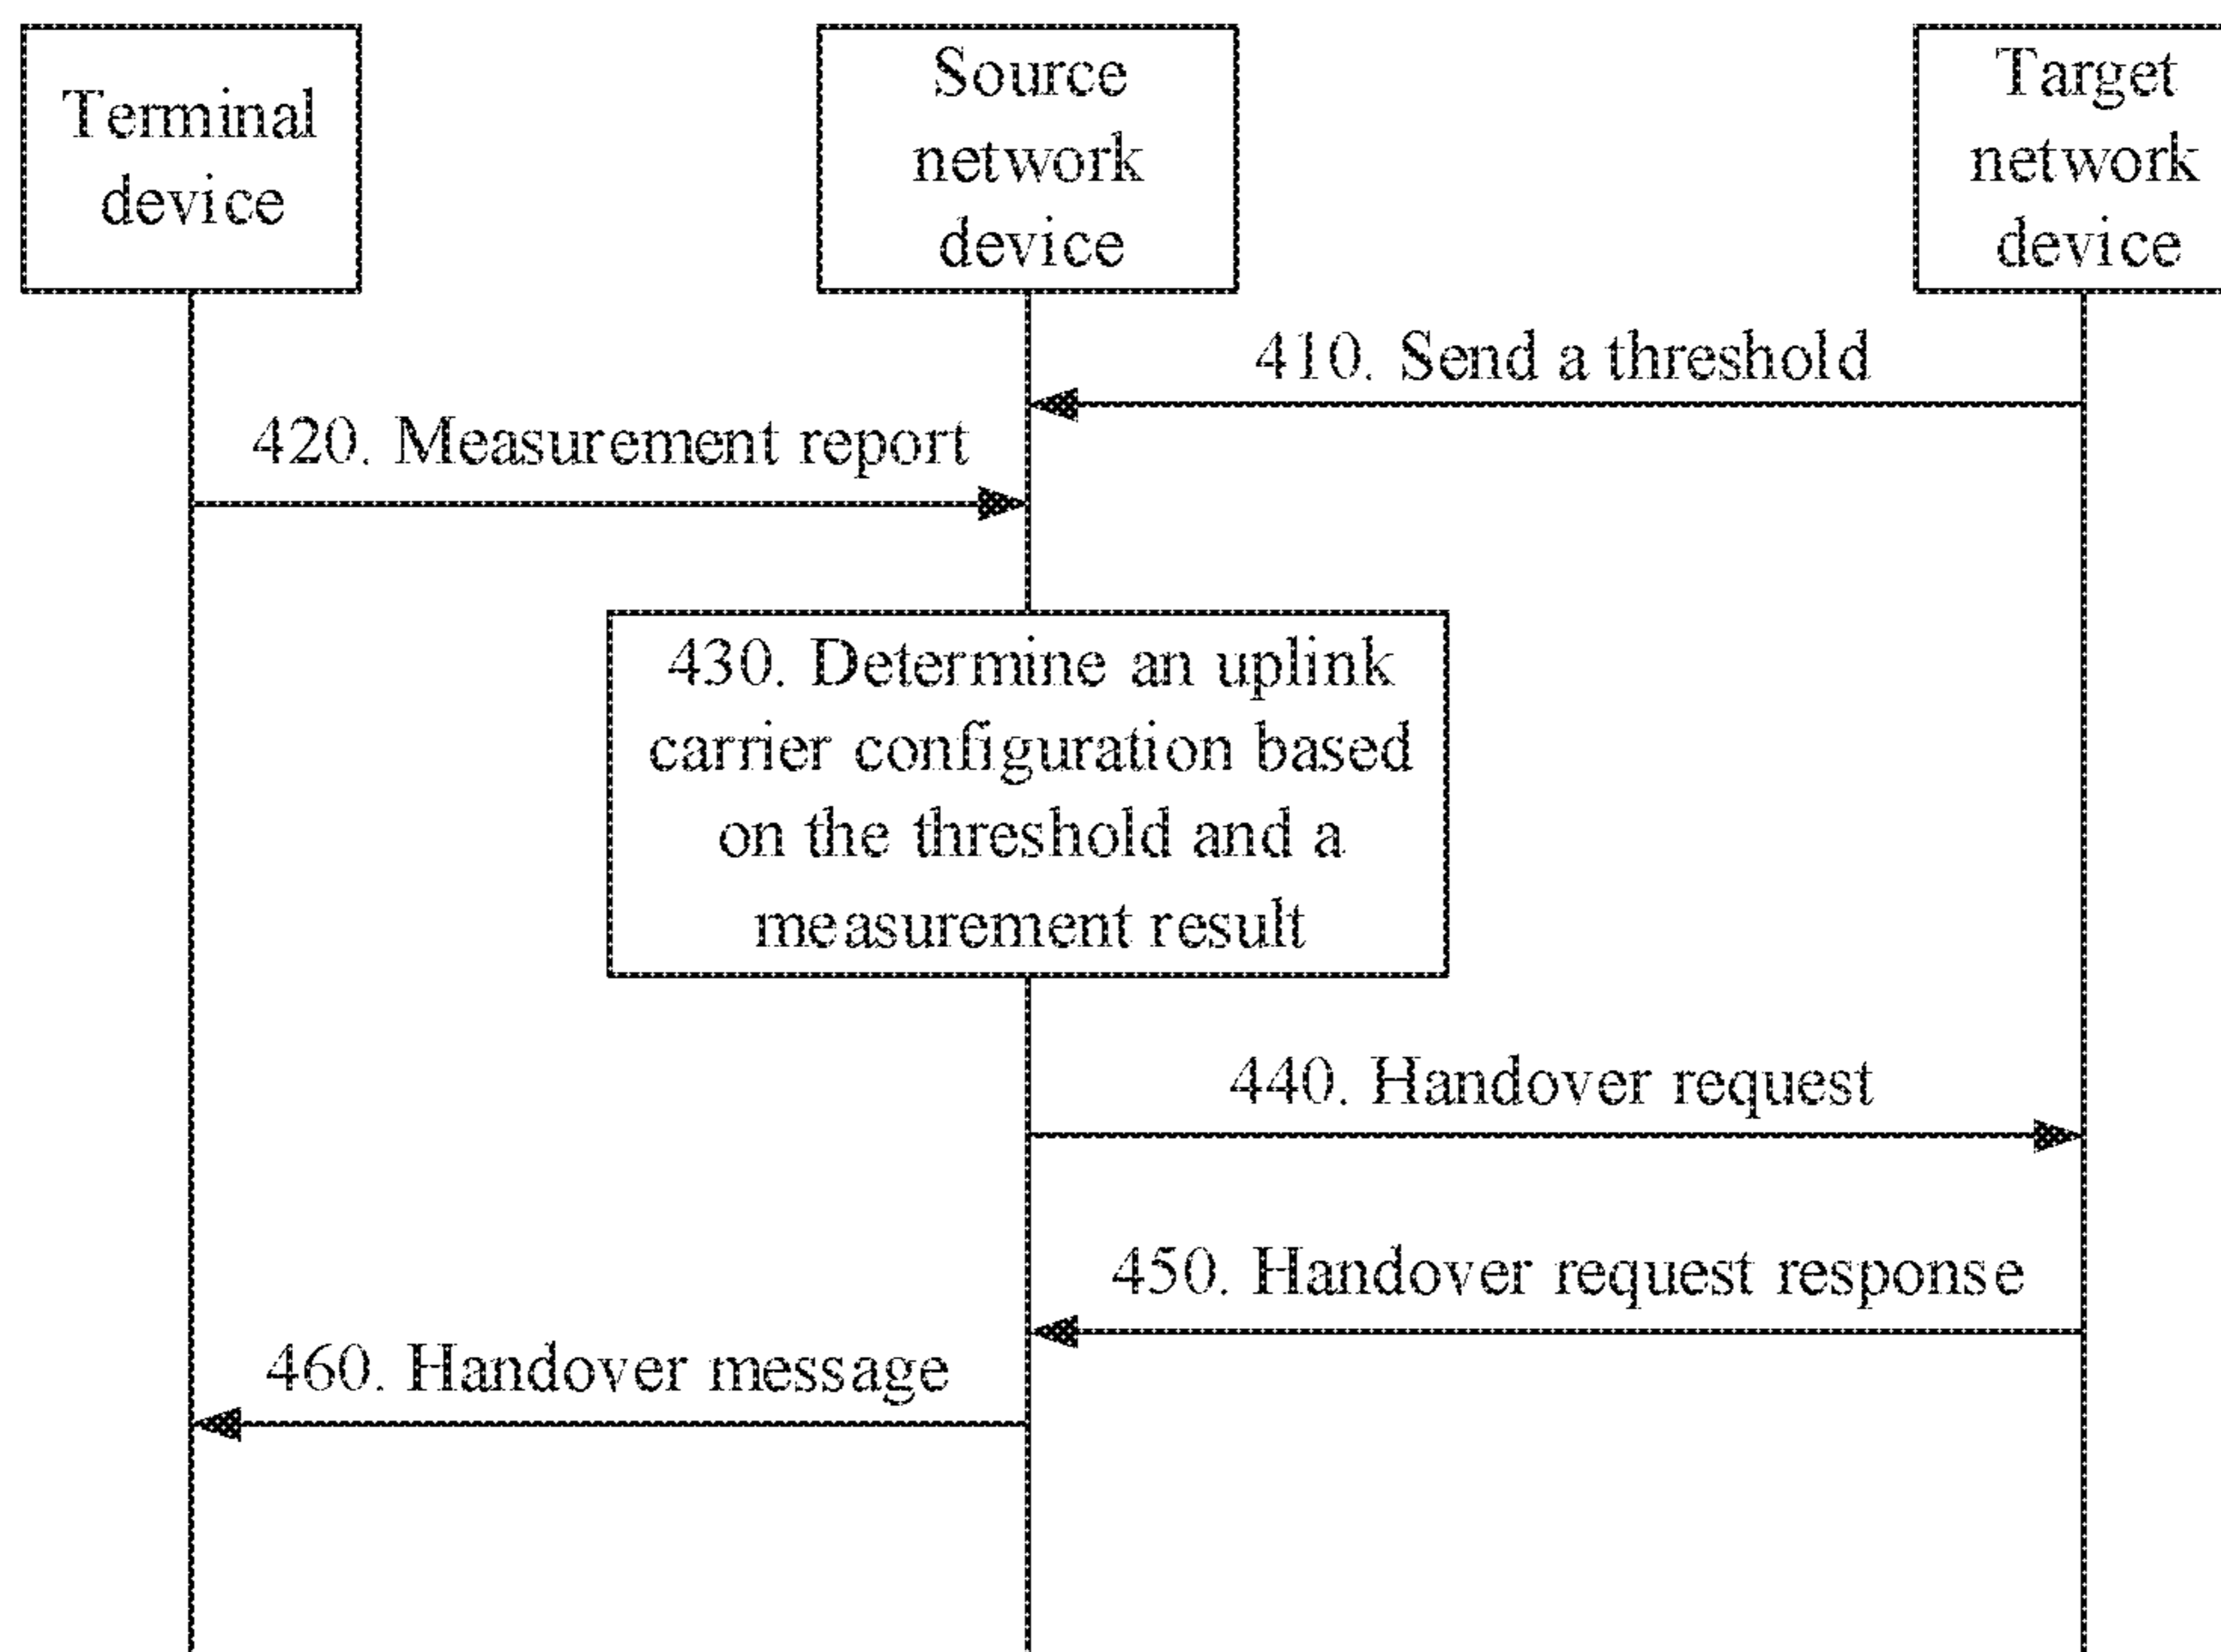 Terminal
device
Source
network
device
Target
network
device
410. Send a threshold
420. Measurement report
430. Determine an uplink
carrier configuration based
on the threshold and a
measurement result
440. Handover request
450. Handover request response
460. Handover message